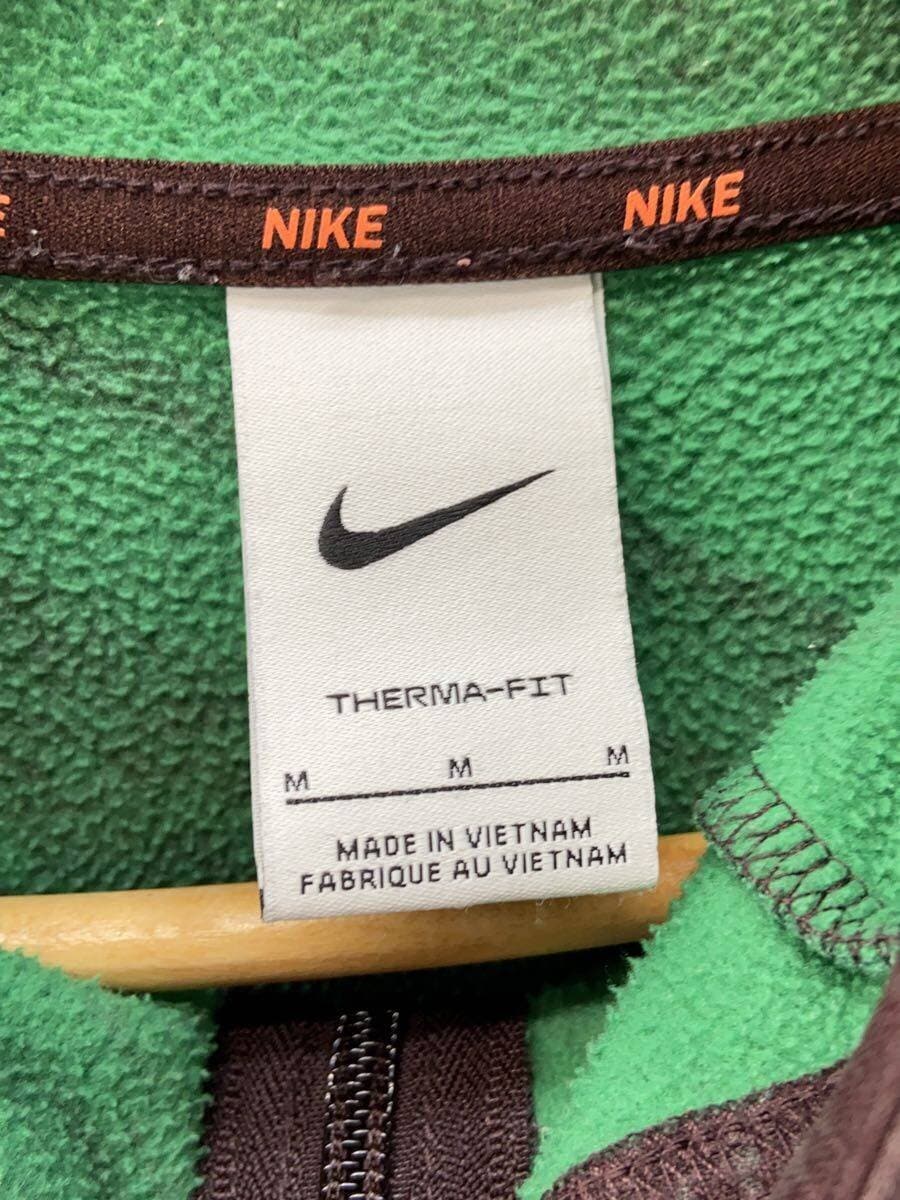 NIKE NIKE
THERMA-FIT
M M M
MADE IN VIETNAM
FABRIQUE AU VIETNAM